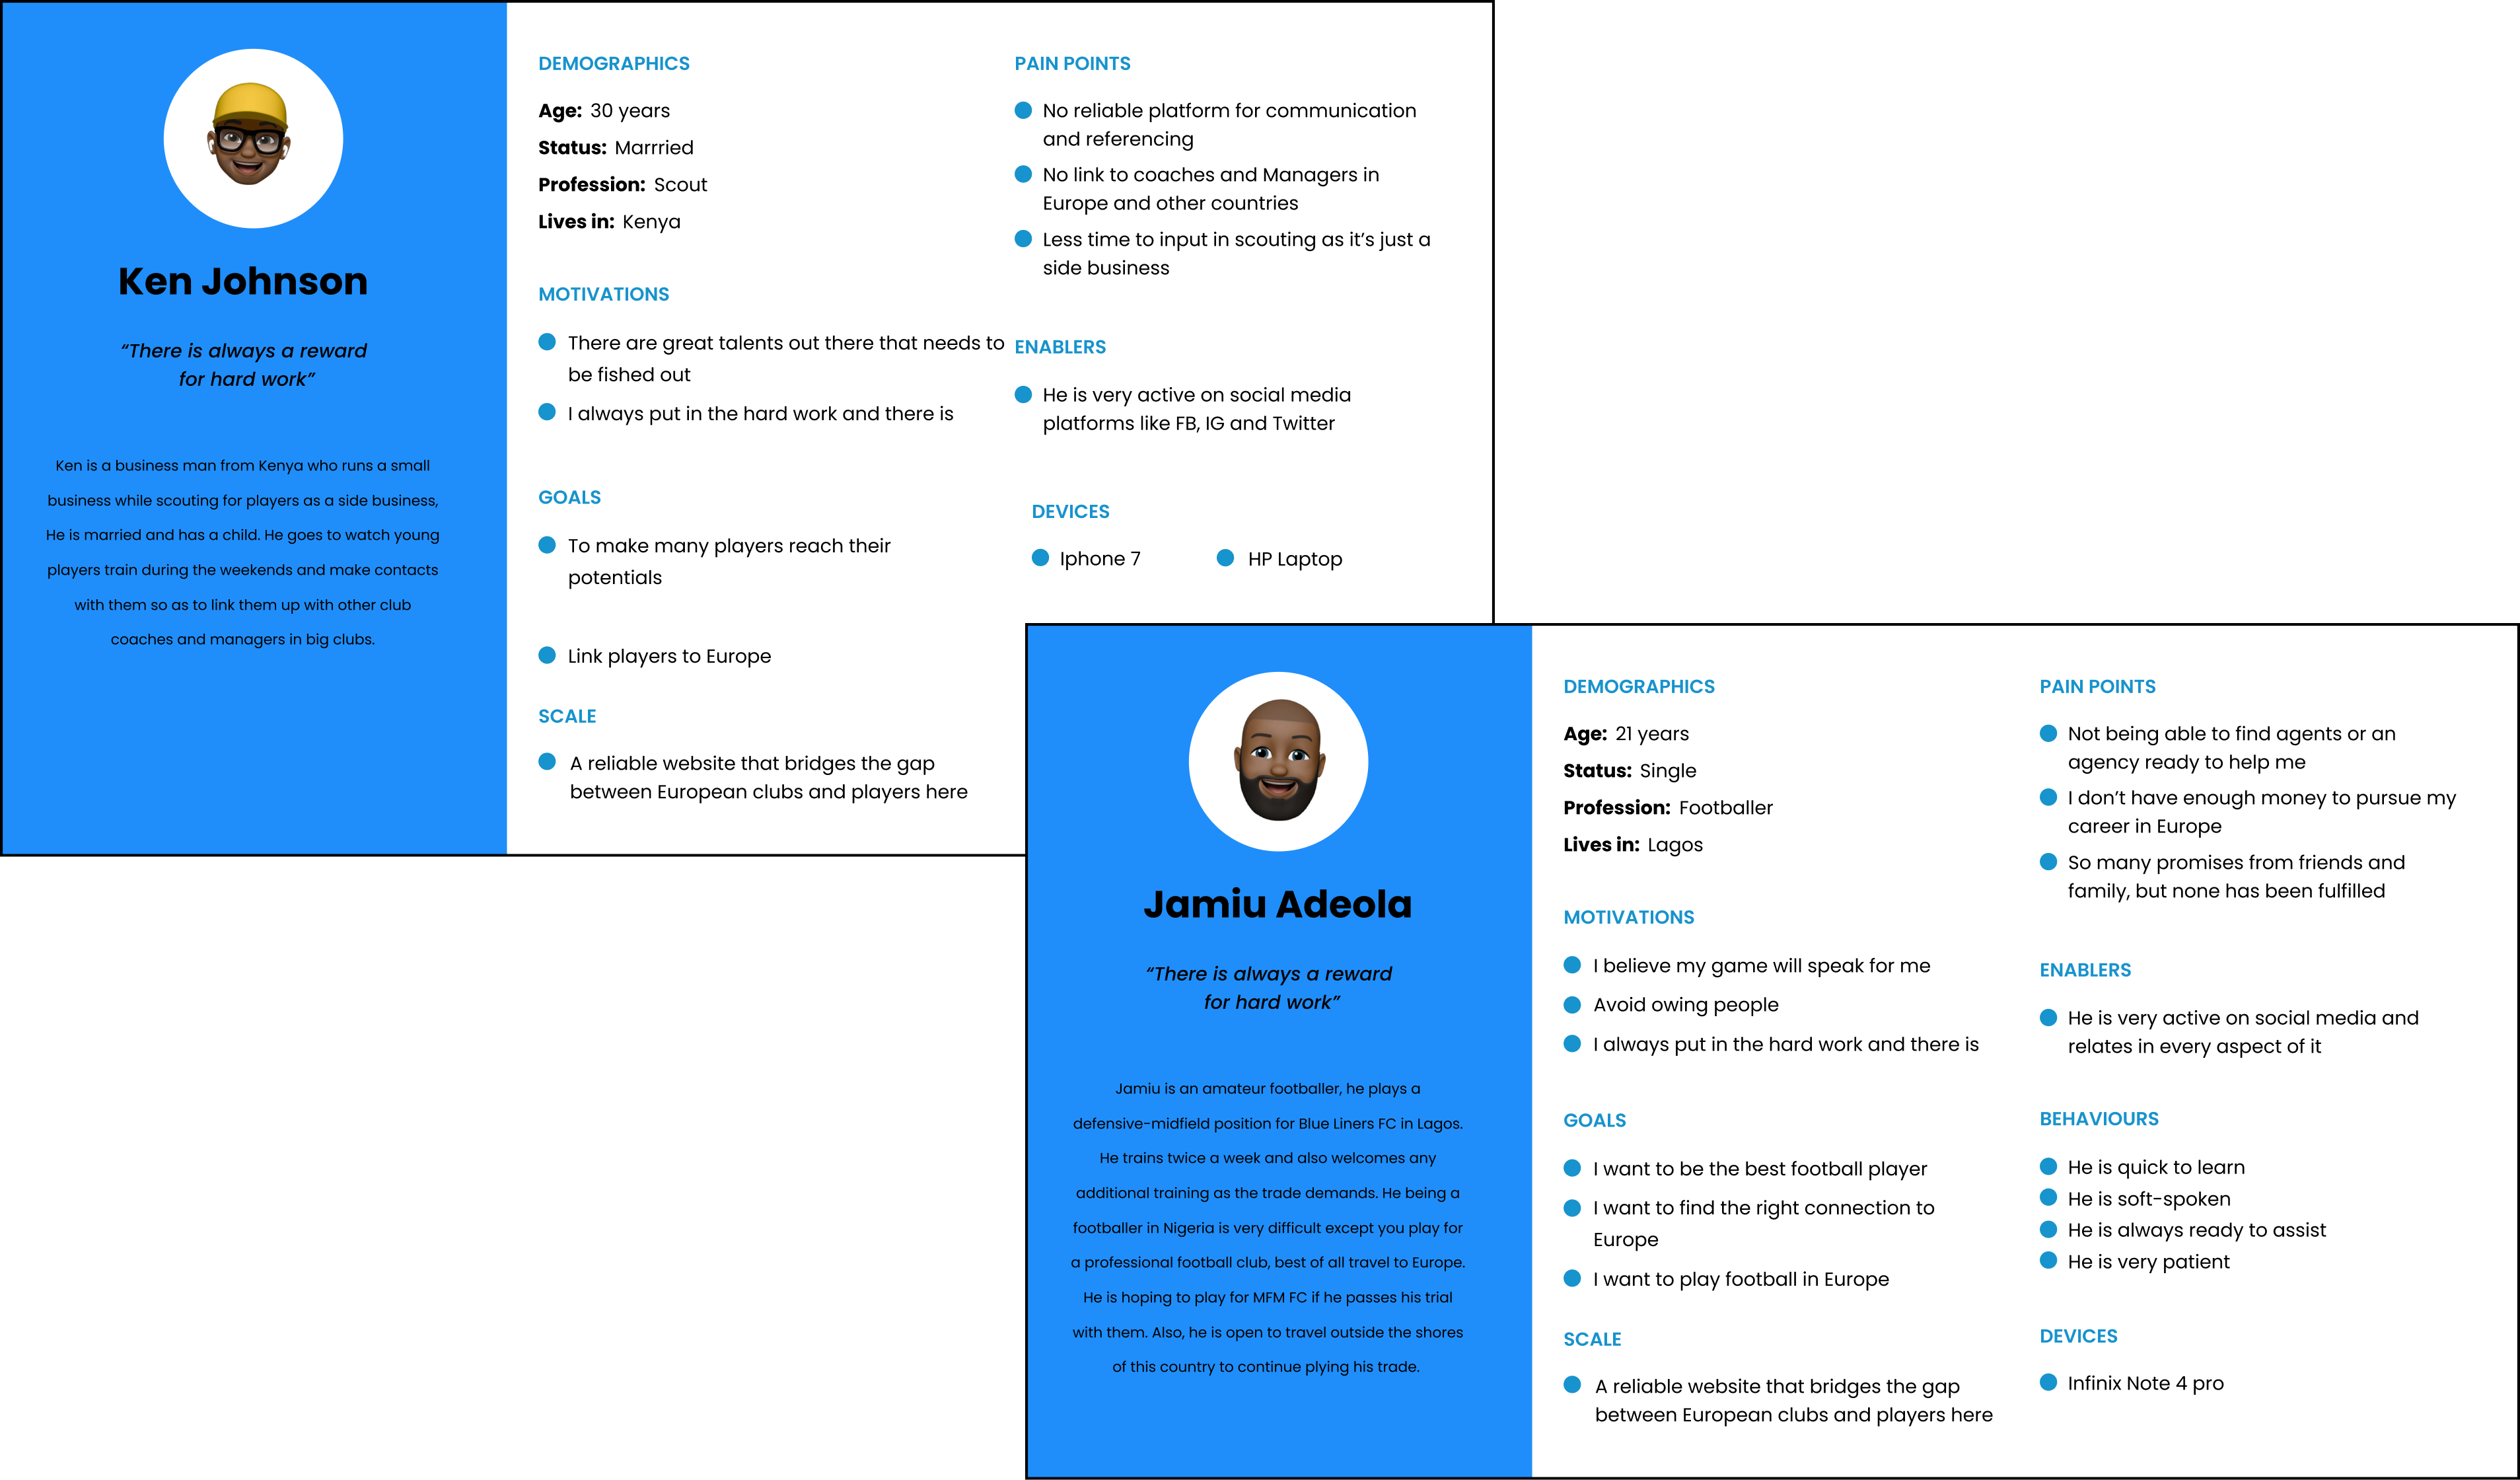 Ken Johnson
“There is always a reward
for hard work”
Ken is a business man from Kenya who runs a small
business while scouting for players as a side business,
He is married and has a child. He goes to watch young
players train during the weekends and make contacts
with them so as to link them up with other club
coaches and managers in big clubs.
DEMOGRAPHICS
Age: 30 years
Status: Marrried
Profession: Scout
Lives in: Kenya
MOTIVATIONS
There are great talents out there that needs to
be fished out
I always put in the hard work and there is
GOALS
To make many players reach their
potentials
Link players to Europe
SCALE
A reliable website that bridges the gap
between European clubs and players here
PAIN POINTS
No reliable platform for communication
and referencing
No link to coaches and Managers in
Europe and other countries
Less time to input in scouting as it’s just a
side business
ENABLERS
He is very active on social media
platforms like FB, IG and Twitter
DEVICES
Iphone 7
HP Laptop
Jamiu Adeola
“There is always a reward
for hard work”
Jamiu is an amateur footballer, he plays a
defensive-midfield position for Blue Liners FC in Lagos.
He trains twice a week and also welcomes any
additional training as the trade demands. He being a
footballer in Nigeria is very difficult except you play for
a professional football club, best of all travel to Europe.
He is hoping to play for MFM FC if he passes his trial
with them. Also, he is open to travel outside the shores
of this country to continue plying his trade.
DEMOGRAPHICS
Age: 21 years
Status: Single
Profession: Footballer
Lives in: Lagos
MOTIVATIONS
I believe my game will speak for me
Avoid owing people
I always put in the hard work and there is
GOALS
I want to be the best football player
I want to find the right connection to
Europe
I want to play football in Europe
SCALE
A reliable website that bridges the gap
between European clubs and players here
PAIN POINTS
Not being able to find agents or an
agency ready to help me
I don’t have enough money to pursue my
career in Europe
So many promises from friends and
family, but none has been fulfilled
ENABLERS
He is very active on social media and
relates in every aspect of it
BEHAVIOURS
He is quick to learn
He is soft-spoken
He is always ready to assist
He is very patient
DEVICES
Infinix Note 4 pro